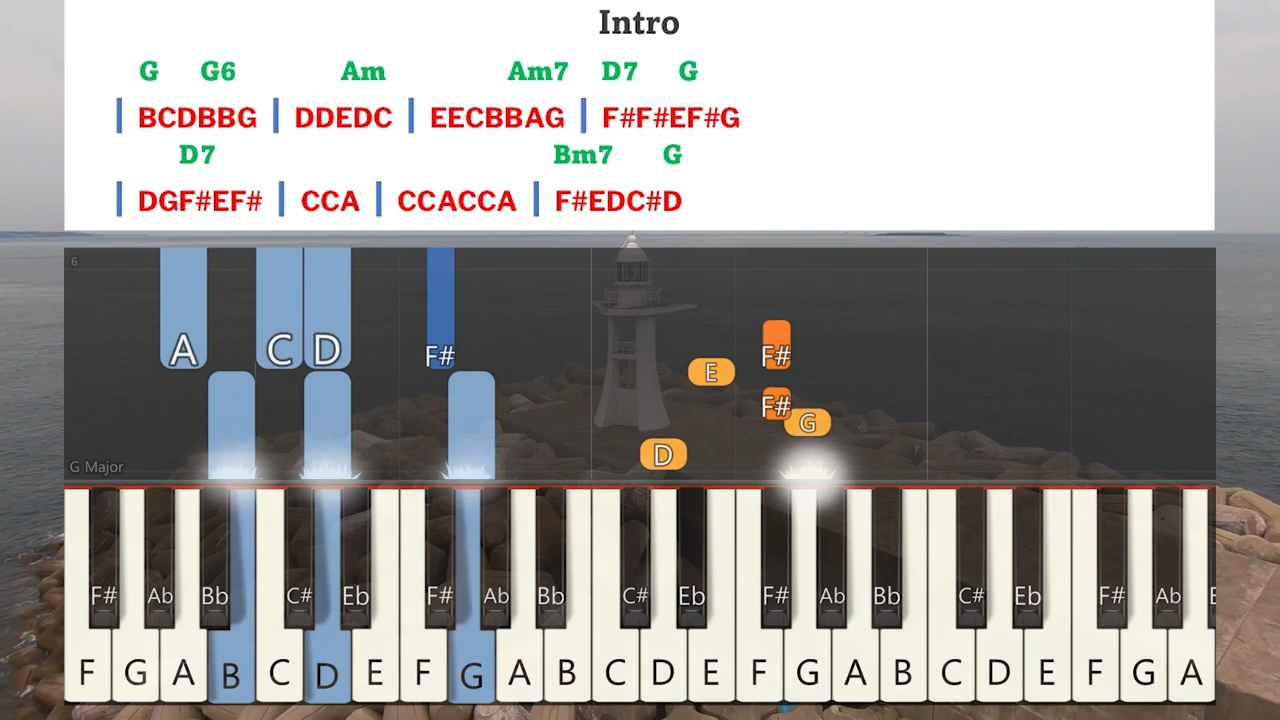 Intro
G G6 Am Am7 D7 G
| BCDBBG | DDEDC | EECBBAG | F#F#EF#G
D7 Bm7 G
| DGF#EF# | CCA | CCACCA | F#EDC#D
6
A C D F# F#
E
F# G
D
G Major
F# Ab Bb C# Eb F# Ab Bb C# Eb F# Ab Bb C# Eb F# Ab
F G A B C D E F G A B C D E F G A B C D E F G A